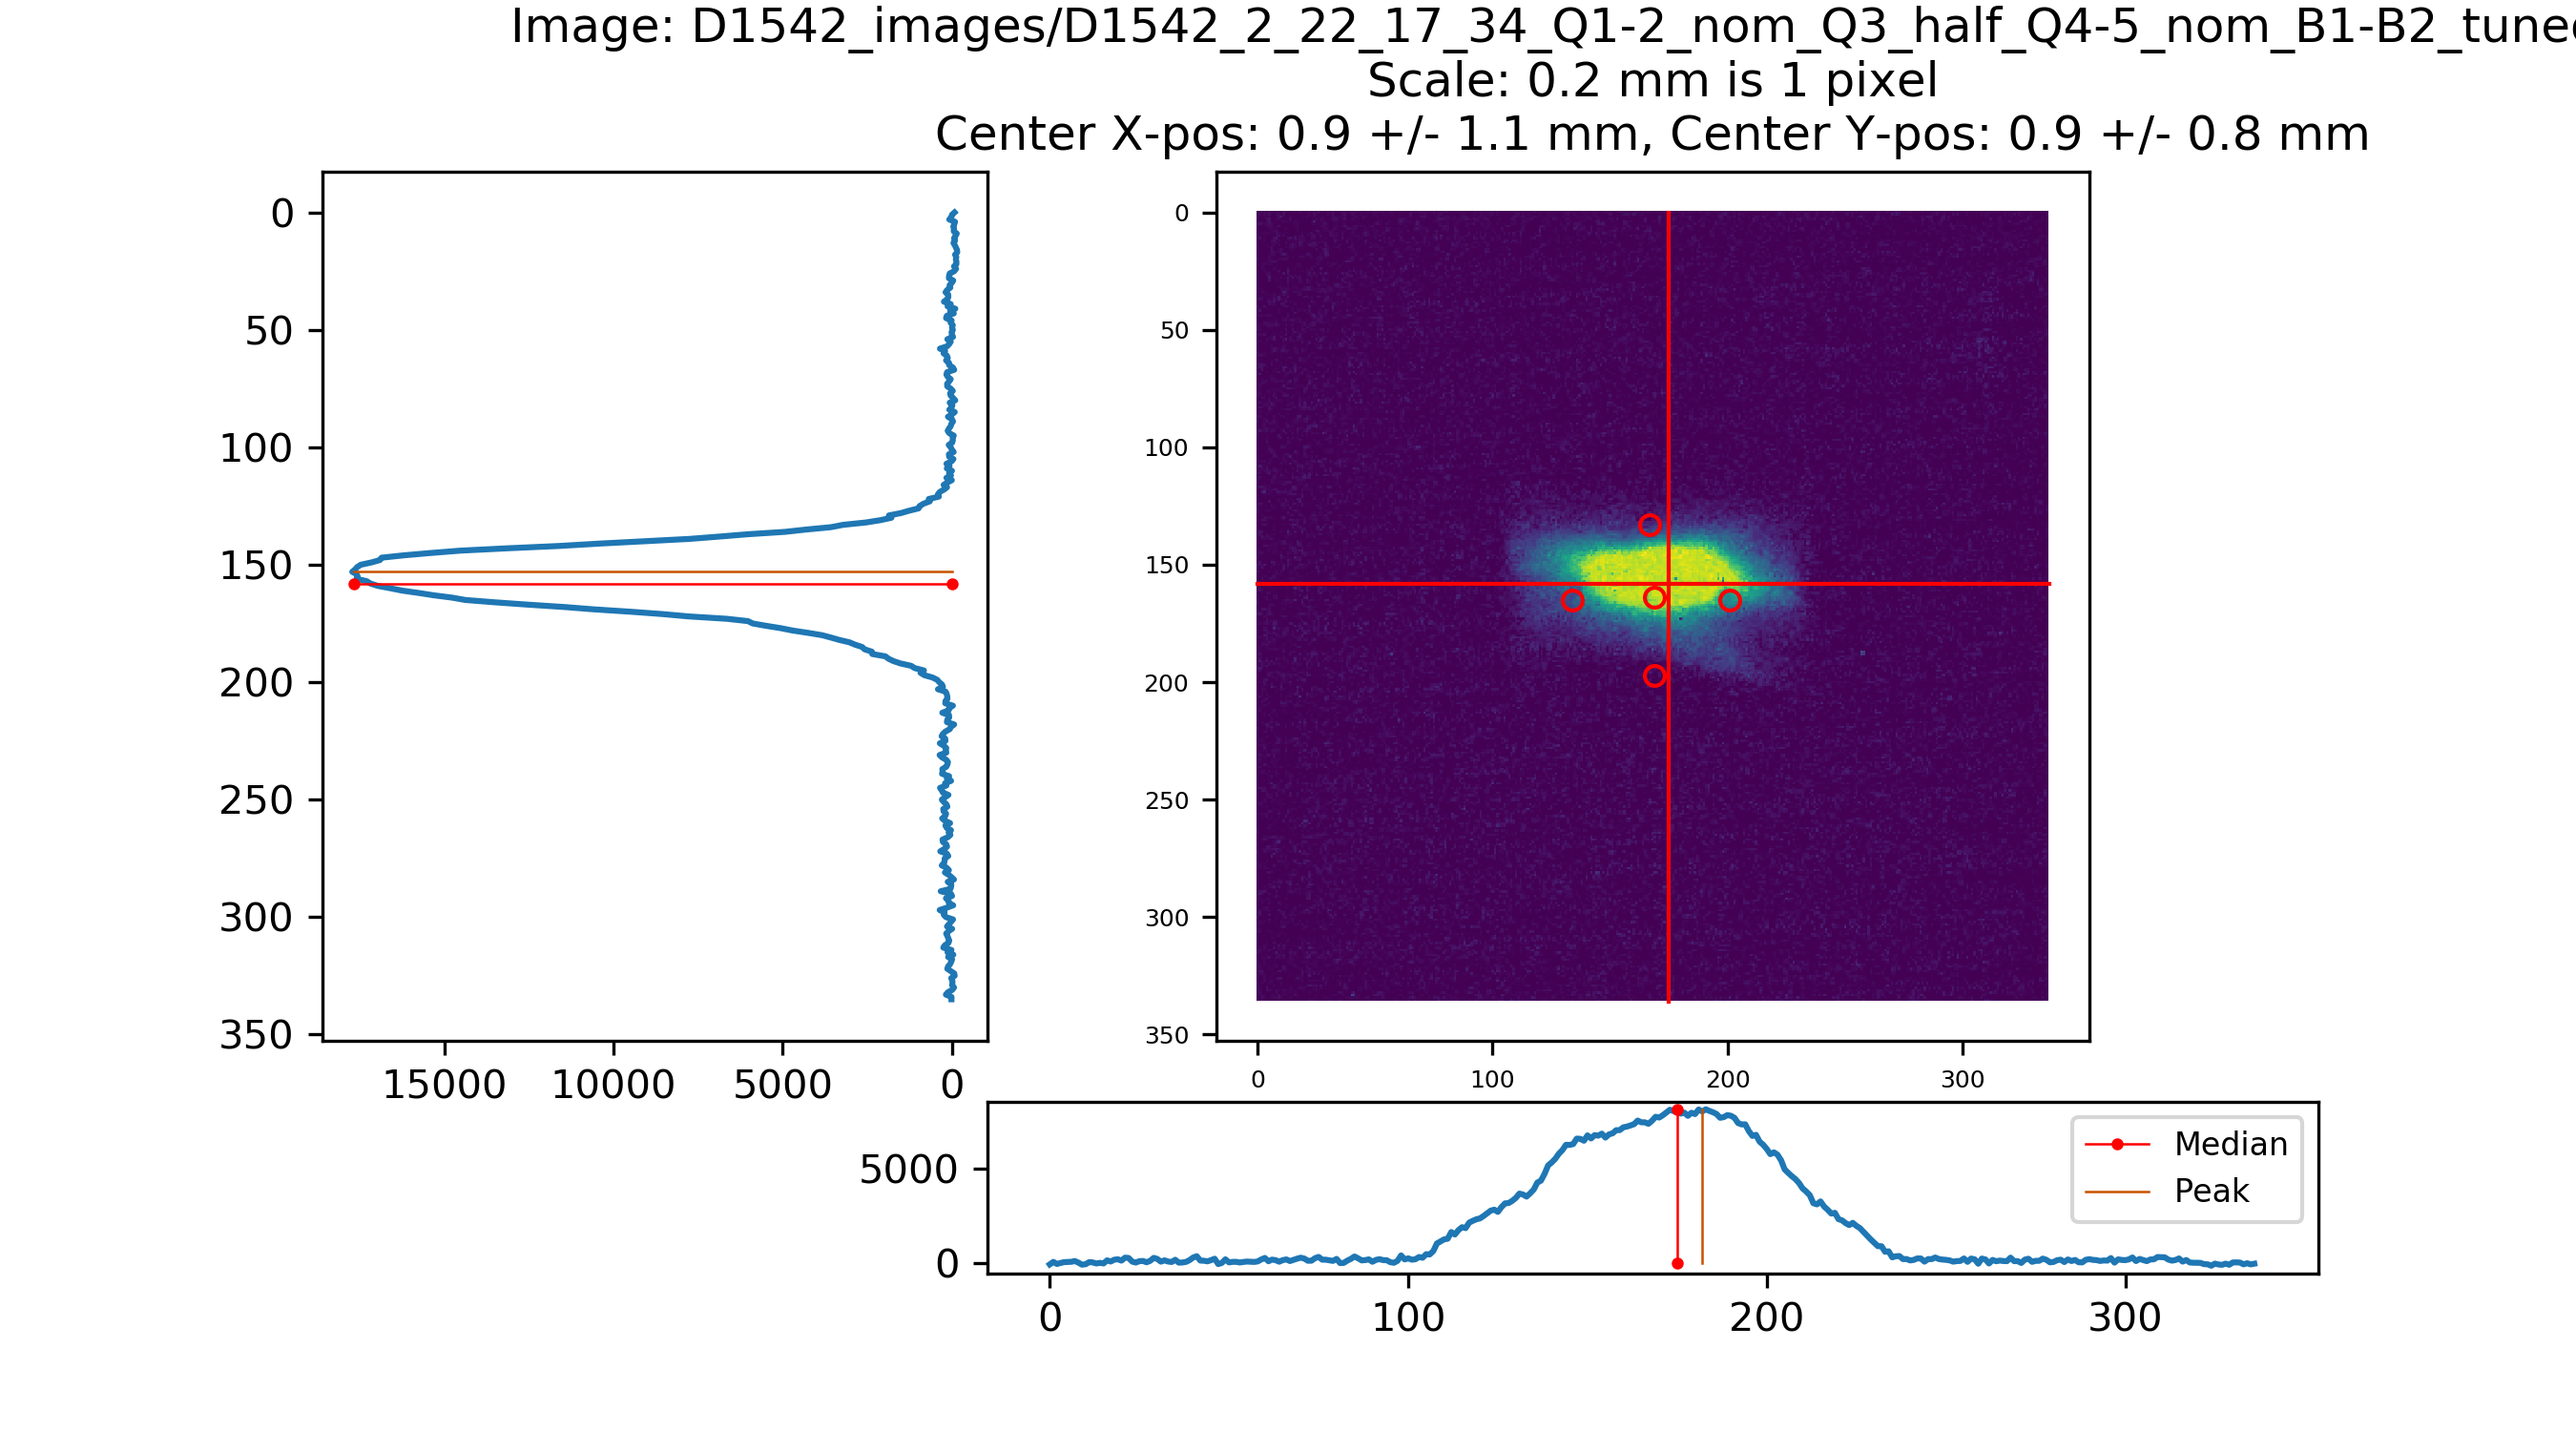 Image: D1542_images/D1542_2_22_17_34_Q1-2_nom_Q3_half_Q4-5_nom_B1-B2_tuned
Scale: 0.2 mm is 1 pixel
Center X-pos: 0.9 +/- 1.1 mm, Center Y-pos: 0.9 +/- 0.8 mm
0
50
100
150
200
250
300
350
15000 10000 5000 0
0
50
100
150
200
250
300
350
0 100 200 300
5000
0
0 100 200 300
Median
Peak